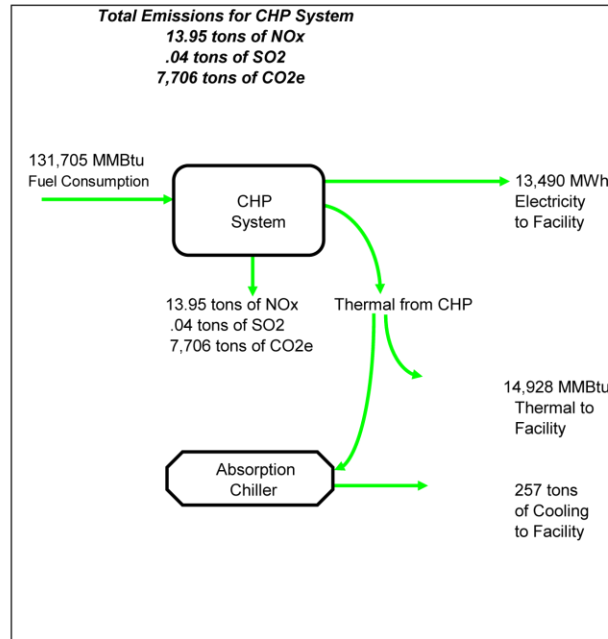 Total Emissions for CHP System
13.95 tons of NOx
.04 tons of SO2
7,706 tons of CO2e
131,705 MMBtu
Fuel Consumption
CHP
System
13,490 MWh
Electricity
to Facility
13.95 tons of NOx
.04 tons of SO2
7,706 tons of CO2e
Thermal from CHP
14,928 MMBtu
Thermal to
Facility
Absorption
Chiller
257 tons
of Cooling
to Facility